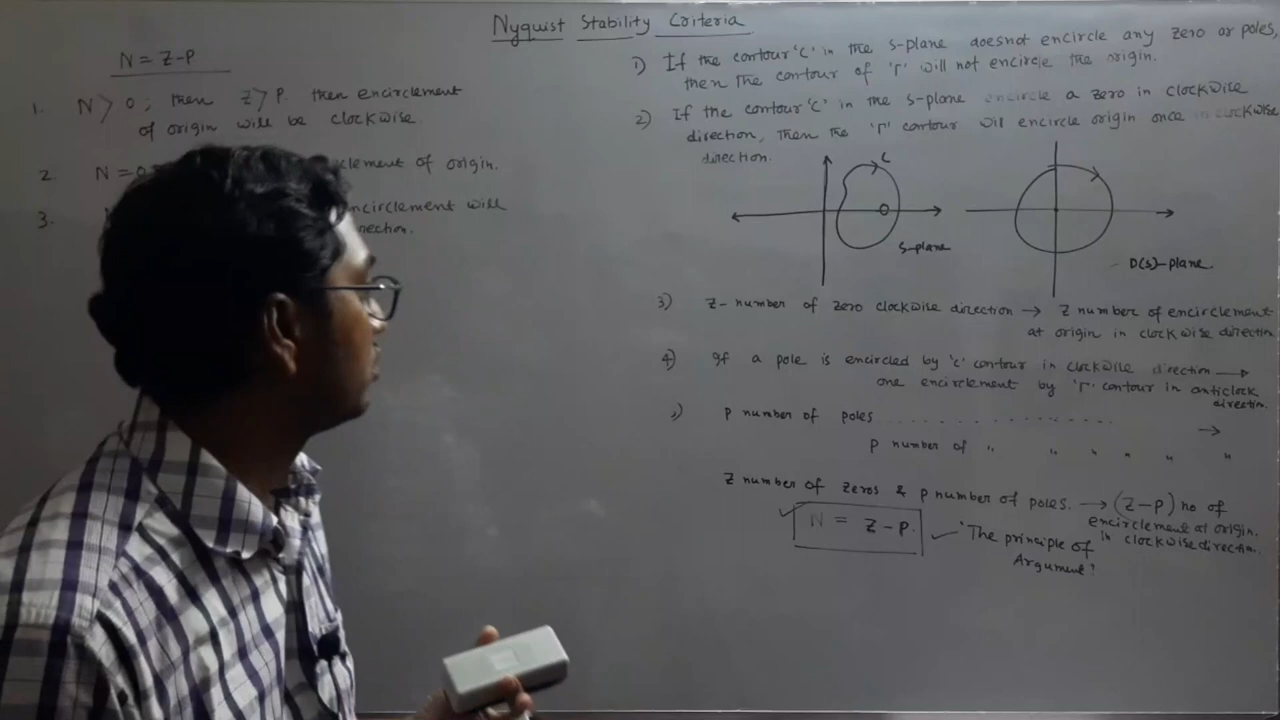 Nyquist Stability Criteria
N = Z-P
1. N > 0; then Z > P. then encirclement
of origin will be clockwise.
2. N = 0 clement of origin.
3. ncirclement will
rection.
1) If the contour 'C' in the S-plane doesnot encircle any zero or poles,
then the contour of 'Γ' will not encircle the origin.
2) If the contour 'C' in the S-plane encircle a zero in clockwise
direction, then the 'Γ' contour will encircle origin once in clockwise
direction.
C
S-plane
D(s)-plane
3) Z- number of zero clockwise direction → Z number of encirclement
at origin in clockwise directin
4) If a pole is encircled by 'C' contour in clockwise direction →
one encirclement by 'Γ' contour in anticlock
directin.
P number of poles . . . . . . . . . . . . →
P number of " " " " " "
Z number of zeros & P number of poles. → (Z-P) no of
encirclement at origin.
in clockwise directin.
✓ N = Z-P. ✓ 'The principle of
Argument'